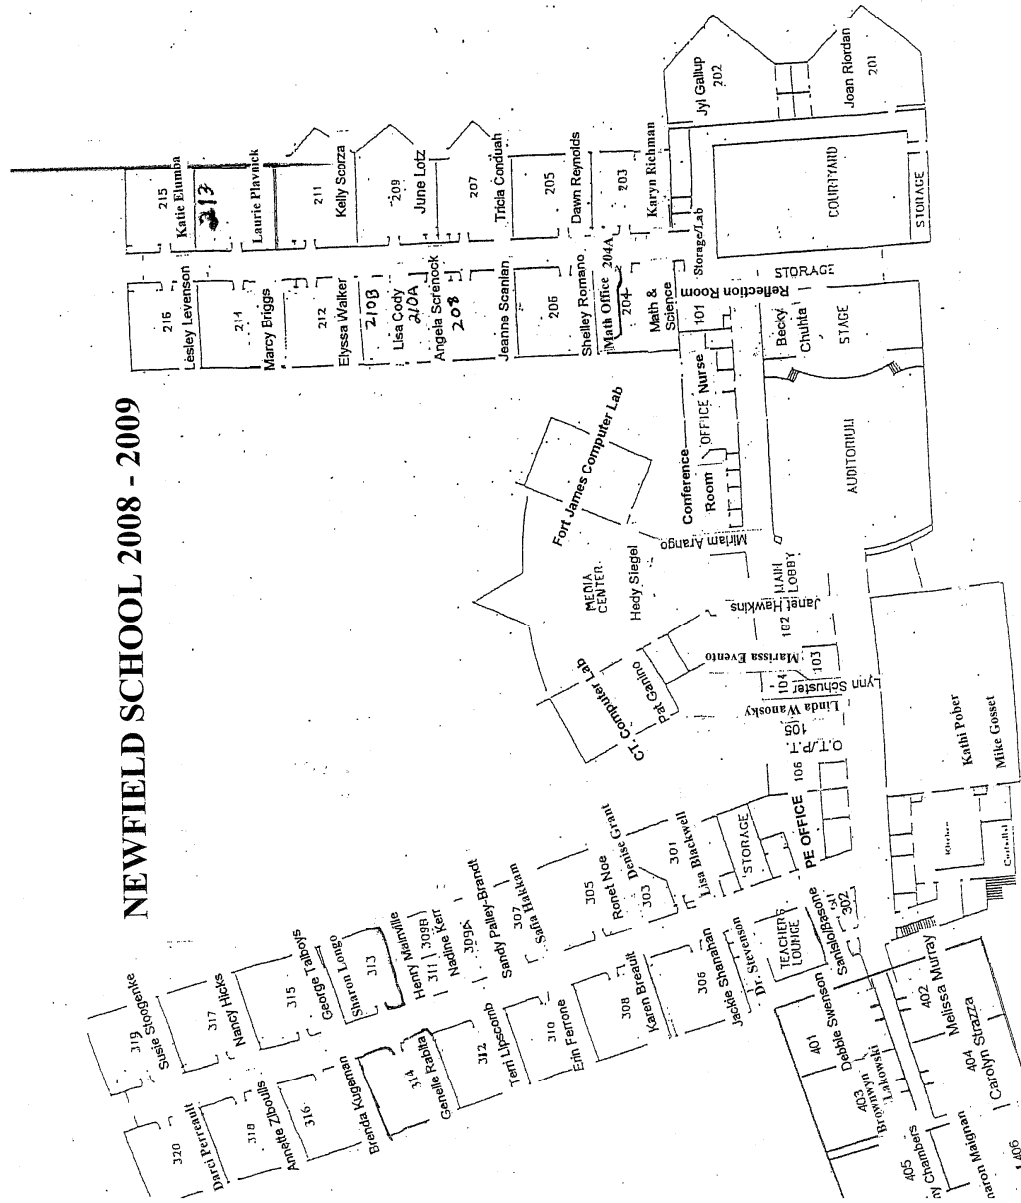 NEWFIELD SCHOOL 2008 - 2009
Jyl Gallup
202
Joan Riordan
201
COURTYARD
STORAGE
215
Katie Elumba
213
Laurie Plavnick
211
Kelly Scorza
209
June Lotz
207
Tricia Conduah
205
Dawn Reynolds
203
Karyn Richman
Storage/Lab
216
Lesley Levenson
214
Marcy Briggs
212
Elyssa Walker
210B
Lisa Cody
210A
Angela Screnock
208
Jeanne Scanlan
206
Shelley Romano
Math Office 204A
204
Math &
Science
STORAGE
Reflection Room
101
Becky
Chuhta
STAGE
AUDITORIUM
Conference
Room
OFFICE
Nurse
Fort James Computer Lab
MEDIA
CENTER
Hedy Siegel
Miriam Arango
MAIN
LOBBY
Janet Hawkins
102
Marissa Evento
103
104
Lynn Schuster
Linda Wanosky
105
O.T./P.T.
106
CT. Computer Lab
Pat Ganino
PE OFFICE
STORAGE
Kathi Pober
Mike Gosset
Kitchen
Custodial
301
Lisa Blackwell
303
Denise Grant
Ronet Noe
305
307
Safia Hakkam
Sandy Palley-Brandt
309A
Nadine Kerr
311
309B
Henry Mainville
313
Sharon Longo
George Talboys
315
Nancy Hicks
317
Susie Stoogenke
319
320
Darci Perreault
318
Annette Ziboulis
316
Brenda Kugeman
314
Genelle Rabita
312
Terri Lipscomb
310
Erin Ferrone
308
Karen Breault
306
Jackie Shanahan
Dr. Stevenson
TEACHERS
LOUNGE
302
401
Debbie Swenson
403
Brownwyn
Lakowski
405
Chambers
402
Melissa Murray
404
Carolyn Strazza
Maignan
406